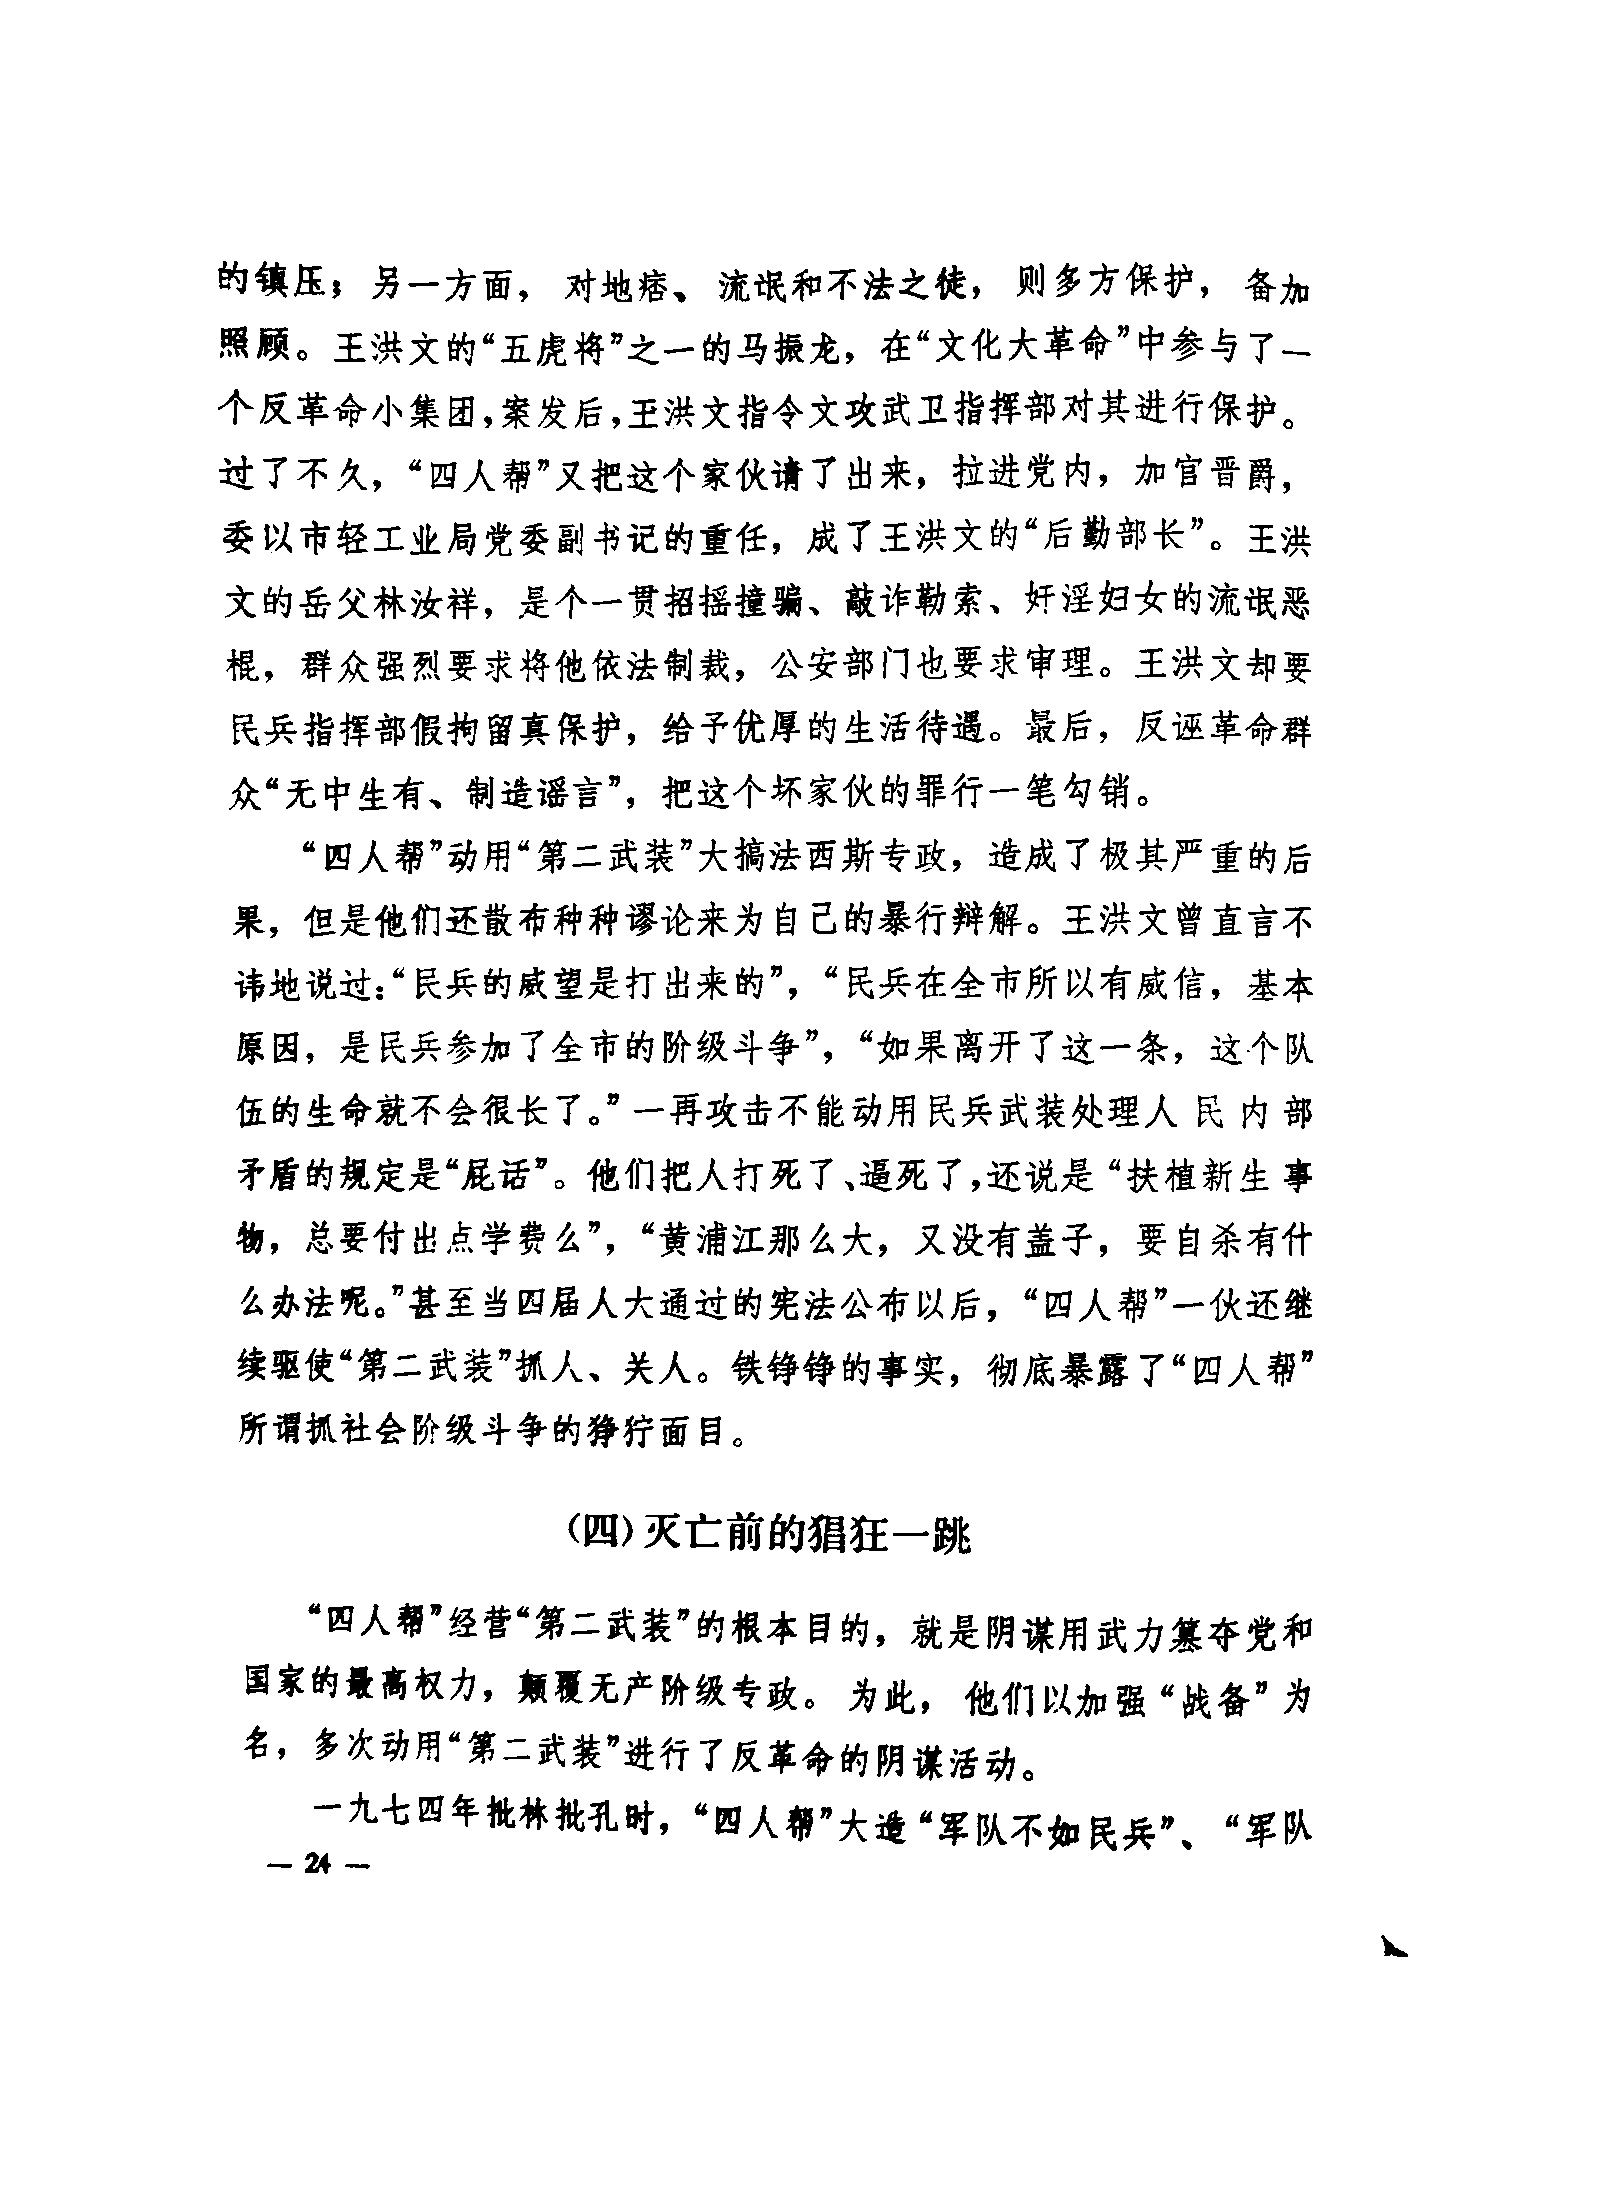 的镇压；另一方面，对地痞、流氓和不法之徒，则多方保护，备加
照顾。王洪文的“五虎将”之一的马振龙，在“文化大革命”中参与了一
个反革命小集团，案发后，王洪文指令文攻武卫指挥部对其进行保护。
过了不久，“四人帮”又把这个家伙请了出来，拉进党内，加官晋爵，
委以市轻工业局党委副书记的重任，成了王洪文的“后勤部长”。王洪
文的岳父林汝祥，是个一贯招摇撞骗、敲诈勒索、奸淫妇女的流氓恶
棍，群众强烈要求将他依法制裁，公安部门也要求审理。王洪文却要
民兵指挥部假拘留真保护，给予优厚的生活待遇。最后，反诬革命群
众“无中生有、制造谣言”，把这个坏家伙的罪行一笔勾销。
“四人帮”动用“第二武装”大搞法西斯专政，造成了极其严重的后
果，但是他们还散布种种谬论来为自己的暴行辩解。王洪文曾直言不
讳地说过：“民兵的威望是打出来的”，“民兵在全市所以有威信，基本
原因，是民兵参加了全市的阶级斗争”，“如果离开了这一条，这个队
伍的生命就不会很长了。”一再攻击不能动用民兵武装处理人民内部
矛盾的规定是“屁话”。他们把人打死了、逼死了，还说是“扶植新生事
物，总要付出点学费么”，“黄浦江那么大，又没有盖子，要自杀有什
么办法呢。”甚至当四届人大通过的宪法公布以后，“四人帮”一伙还继
续驱使“第二武装”抓人、关人。铁铮铮的事实，彻底暴露了“四人帮”
所谓抓社会阶级斗争的狰狞面目。
（四）灭亡前的猖狂一跳
“四人帮”经营“第二武装”的根本目的，就是阴谋用武力篡夺党和
国家的最高权力，颠覆无产阶级专政。为此，他们以加强“战备”为
名，多次动用“第二武装”进行了反革命的阴谋活动。
一九七四年批林批孔时，“四人帮”大造“军队不如民兵”、“军队
— 24 —